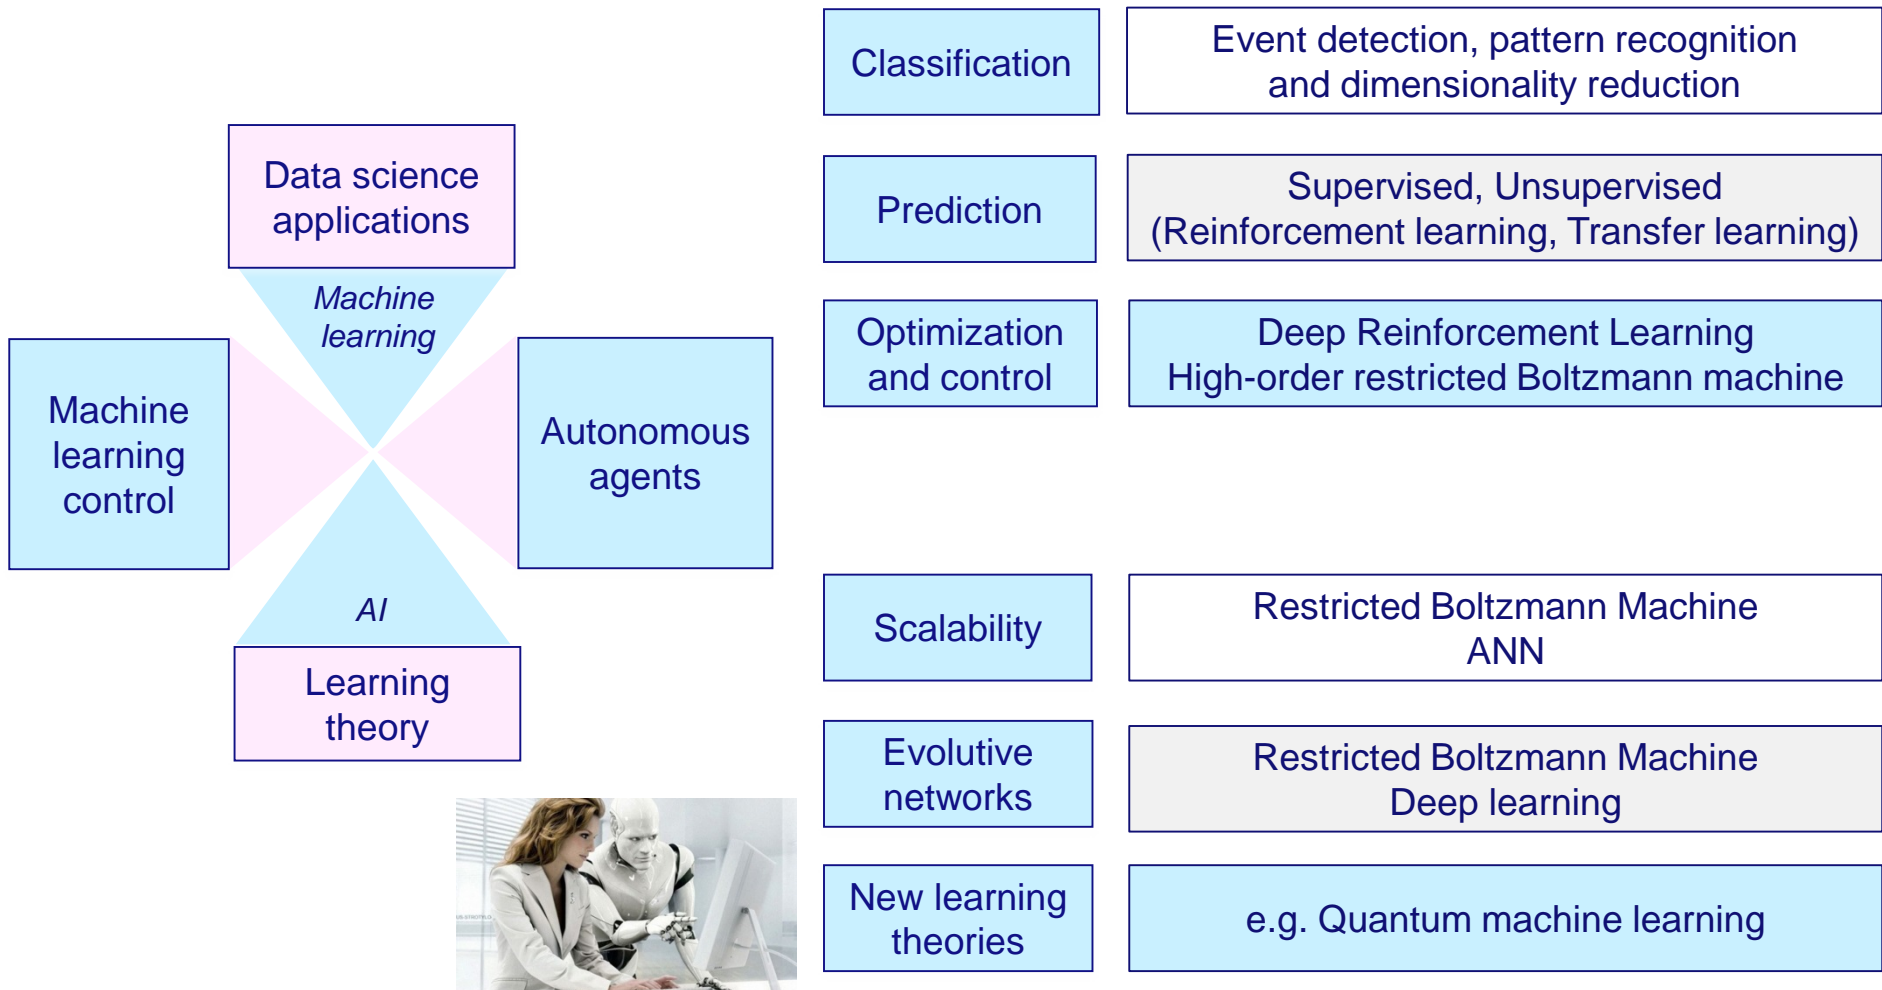 Data science
applications
Machine
learning
Machine
learning
control
Autonomous
agents
AI
Learning
theory
Classification
Event detection, pattern recognition
and dimensionality reduction
Prediction
Supervised, Unsupervised
(Reinforcement learning, Transfer learning)
Optimization
and control
Deep Reinforcement Learning
High-order restricted Boltzmann machine
Scalability
Restricted Boltzmann Machine
ANN
Evolutive
networks
Restricted Boltzmann Machine
Deep learning
New learning
theories
e.g. Quantum machine learning